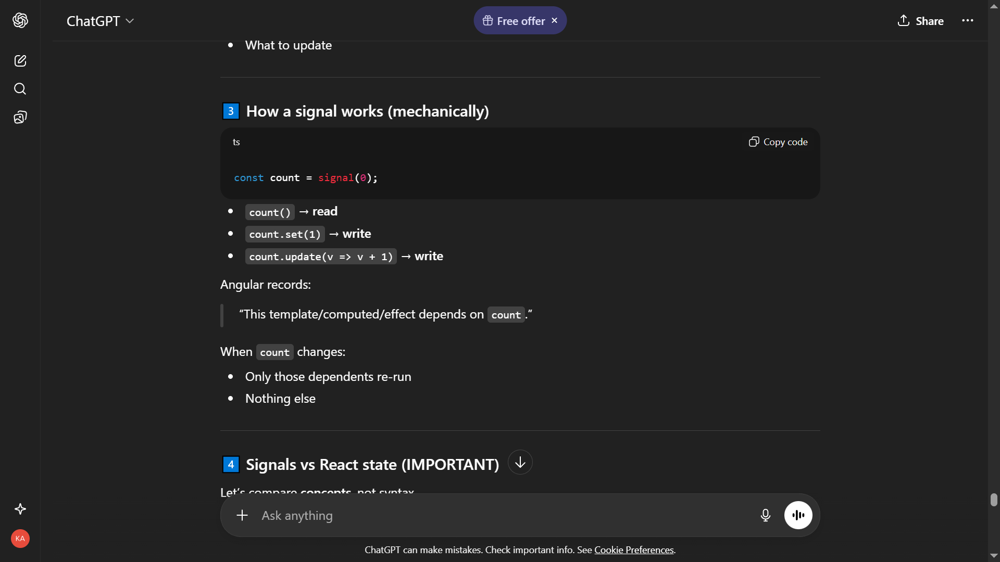 ChatGPT
Free offer ×
Share
• What to update
3 How a signal works (mechanically)
ts
Copy code
const count = signal(0);
• count() → read
• count.set(1) → write
• count.update(v => v + 1) → write
Angular records:
“This template/computed/effect depends on count.”
When count changes:
• Only those dependents re-run
• Nothing else
4 Signals vs React state (IMPORTANT)
Let’s compare concepts, not syntax
Ask anything
KA
ChatGPT can make mistakes. Check important info. See Cookie Preferences.